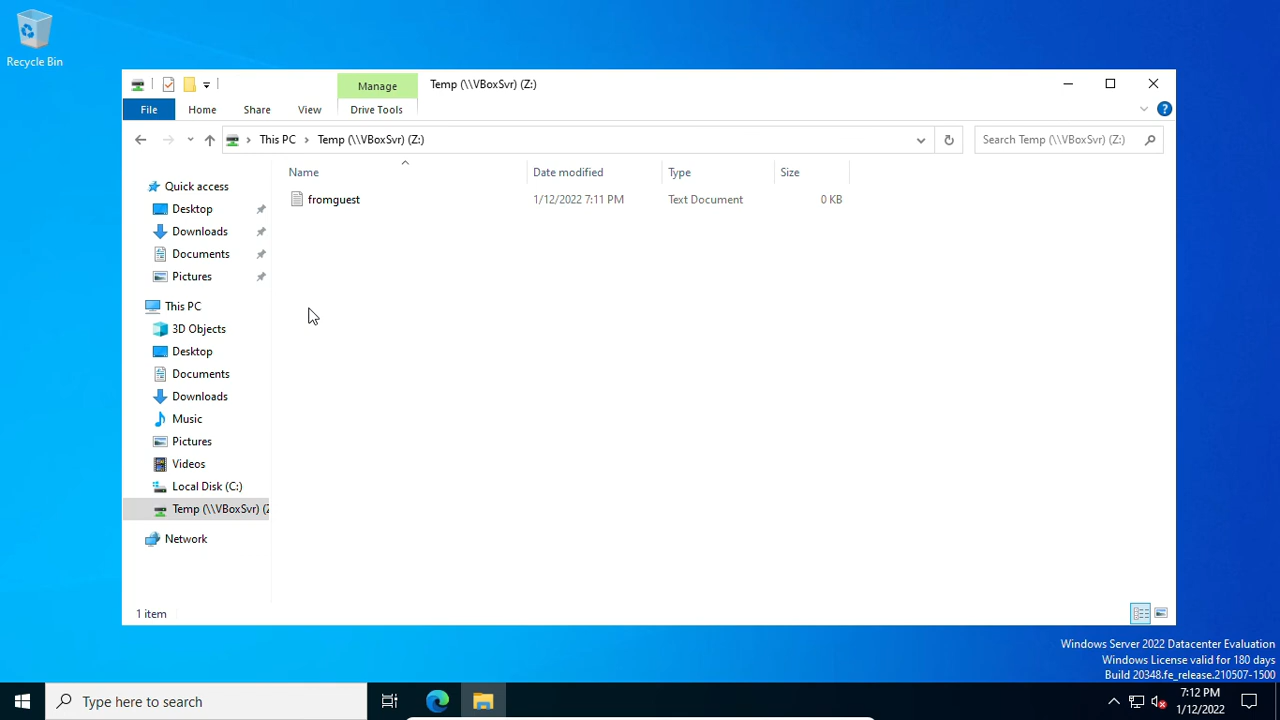 Recycle Bin
Manage
Temp (\\VBoxSvr) (Z:)
File
Home
Share
View
Drive Tools
This PC
Temp (\\VBoxSvr) (Z:)
Search Temp (\\VBoxSvr) (Z:)
Name
Date modified
Type
Size
fromguest
1/12/2022 7:11 PM
Text Document
0 KB
Quick access
Desktop
Downloads
Documents
Pictures
This PC
3D Objects
Desktop
Documents
Downloads
Music
Pictures
Videos
Local Disk (C:)
Temp (\\VBoxSvr) (Z
Network
1 item
Windows Server 2022 Datacenter Evaluation
Windows License valid for 180 days
Build 20348.fe_release.210507-1500
Type here to search
7:12 PM
1/12/2022